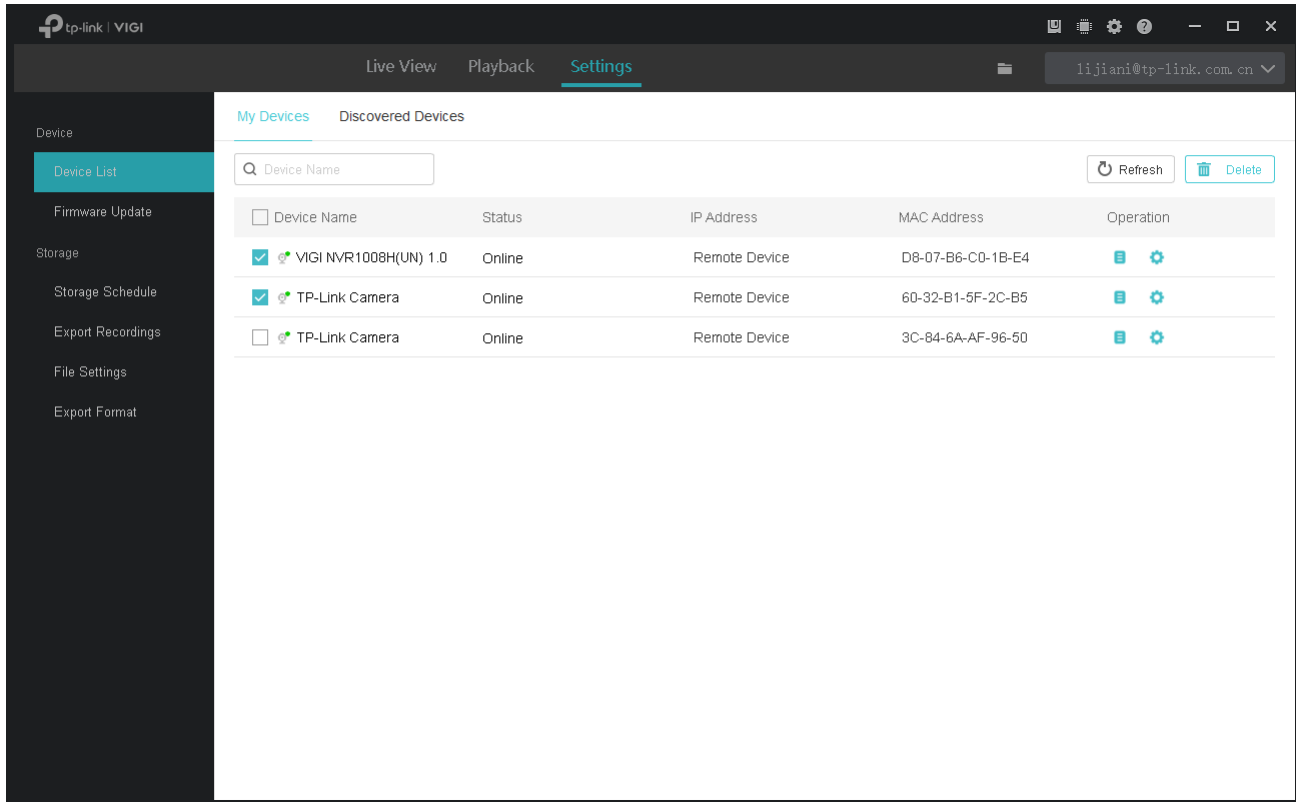 tp-link | VIGI
Live View Playback Settings lijiani@tp-link.com.cn
Device
Device List
Firmware Update
Storage
Storage Schedule
Export Recordings
File Settings
Export Format
My Devices Discovered Devices
Device Name Refresh Delete
Device Name Status IP Address MAC Address Operation
VIGI NVR1008H(UN) 1.0 Online Remote Device D8-07-B6-C0-1B-E4
TP-Link Camera Online Remote Device 60-32-B1-5F-2C-B5
TP-Link Camera Online Remote Device 3C-84-6A-AF-96-50